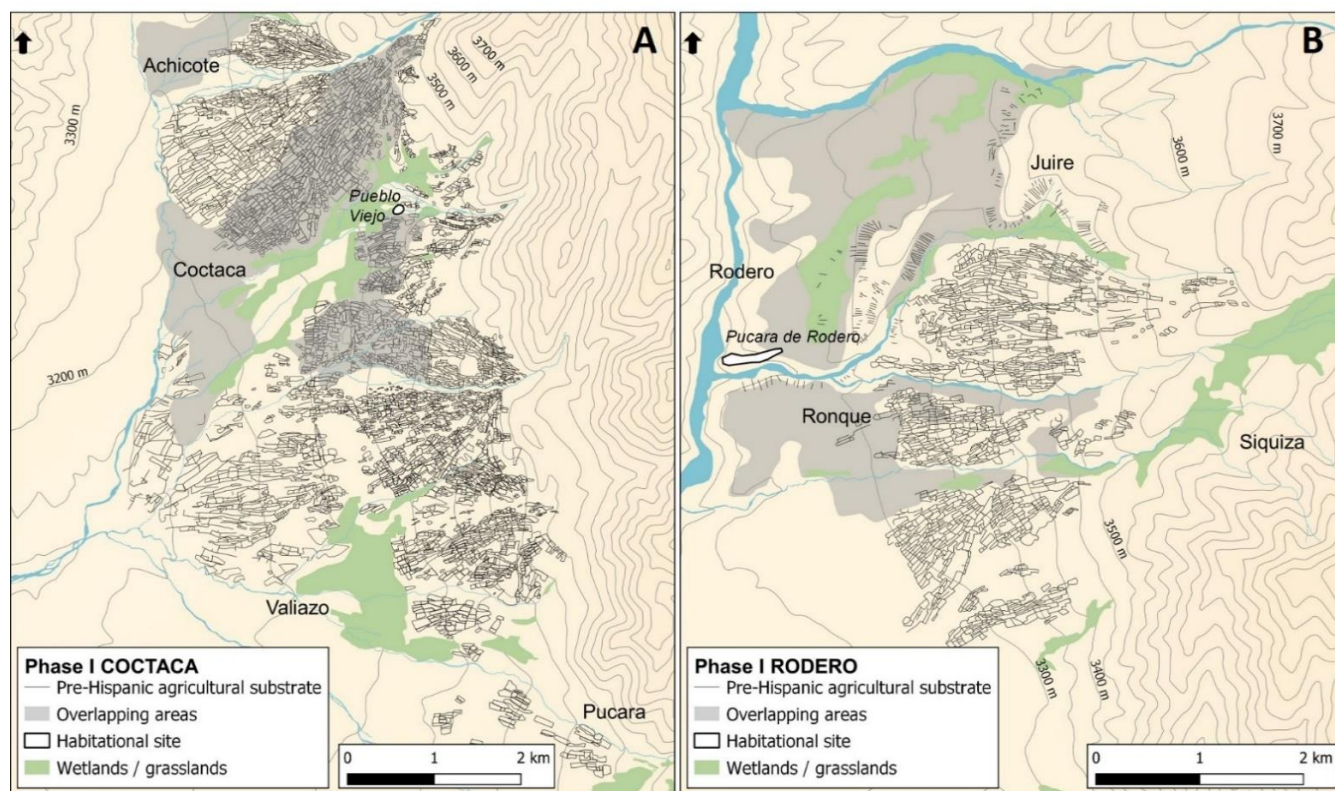 A
Achicote
3700 m
3600 m
3500 m
3300 m
Pueblo
Viejo
Coctaca
3200 m
Valiazo
Pucara
Phase I COCTACA
Pre-Hispanic agricultural substrate
Overlapping areas
Habitational site
Wetlands / grasslands
0 1 2 km
B
3700 m
3600 m
Juire
Rodero
Pucara de Rodero
Ronque
Siquiza
3500 m
3300 m
3400 m
Phase I RODERO
Pre-Hispanic agricultural substrate
Overlapping areas
Habitational site
Wetlands / grasslands
0 1 2 km